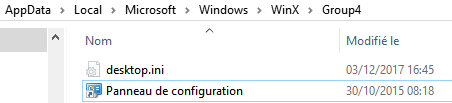 AppData > Local > Microsoft > Windows > WinX > Group4
Nom Modifié le
desktop.ini 03/12/2017 16:45
Panneau de configuration 30/10/2015 08:18